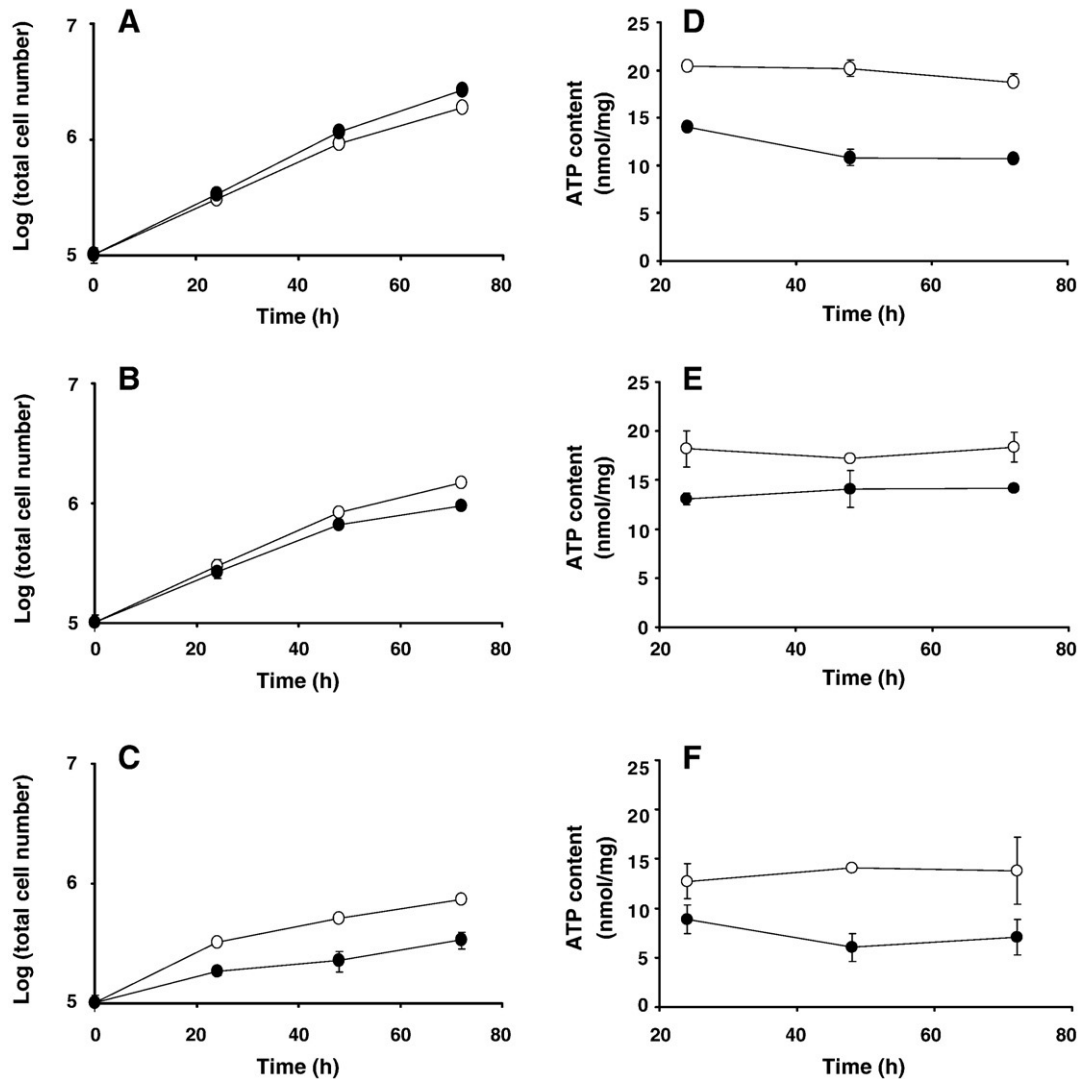 A
Log (total cell number)
7
6
5
0 20 40 60 80
Time (h)
D
ATP content
(nmol/mg)
25
20
15
10
5
0
20 40 60 80
Time (h)
B
Log (total cell number)
7
6
5
0 20 40 60 80
Time (h)
E
ATP content
(nmol/mg)
25
20
15
10
5
0
20 40 60 80
Time (h)
C
Log (total cell number)
7
6
5
0 20 40 60 80
Time (h)
F
ATP content
(nmol/mg)
25
20
15
10
5
0
20 40 60 80
Time (h)